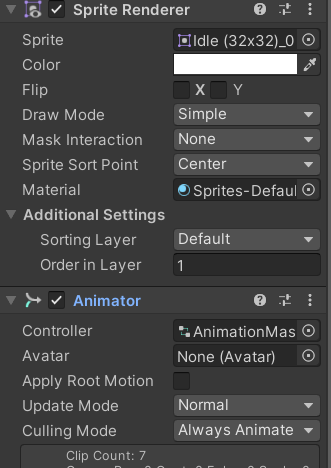 Sprite Renderer
Sprite Idle (32x32)_0
Color
Flip X Y
Draw Mode Simple
Mask Interaction None
Sprite Sort Point Center
Material Sprites-Defau
Additional Settings
Sorting Layer Default
Order in Layer 1
Animator
Controller AnimationMas
Avatar None (Avatar)
Apply Root Motion
Update Mode Normal
Culling Mode Always Animate
Clip Count: 7